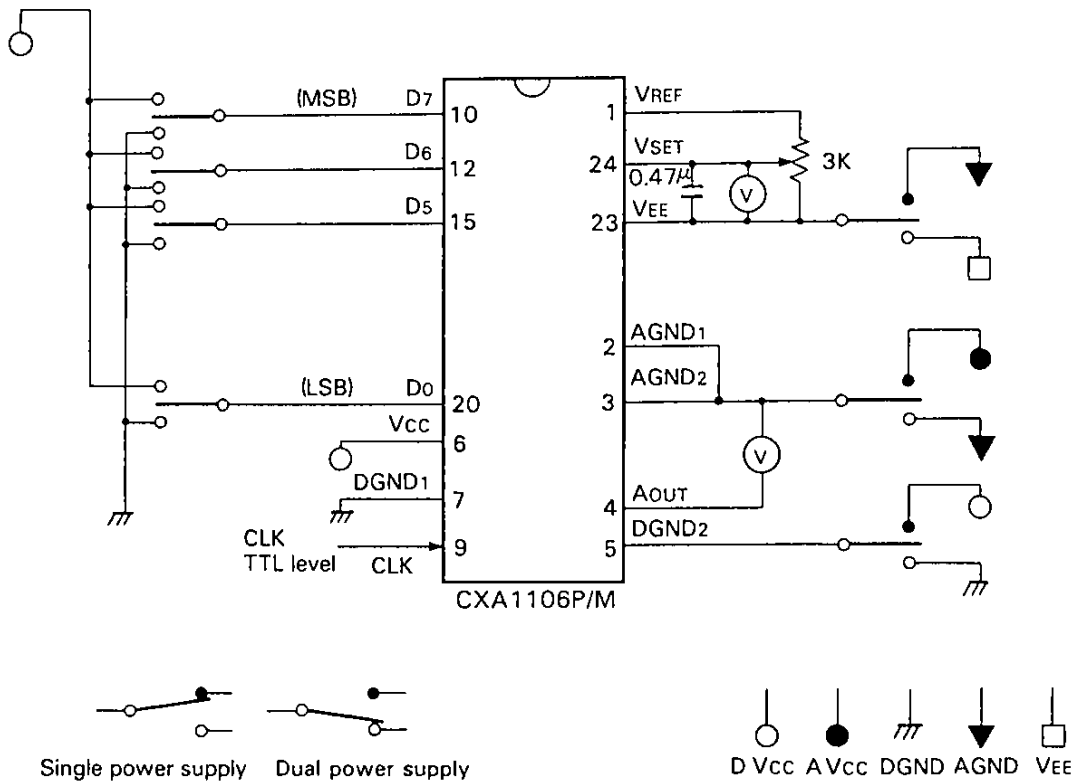 (MSB) D7 10
D6 12
D5 15
(LSB) D0 20
VCC 6
DGND1 7
CLK
TTL level
CLK 9
1 VREF
3K
24 VSET
0.47μ
V
23 VEE
2 AGND1
3 AGND2
V
4 AOUT
5 DGND2
CXA1106P/M
Single power supply
Dual power supply
D VCC A VCC DGND AGND VEE